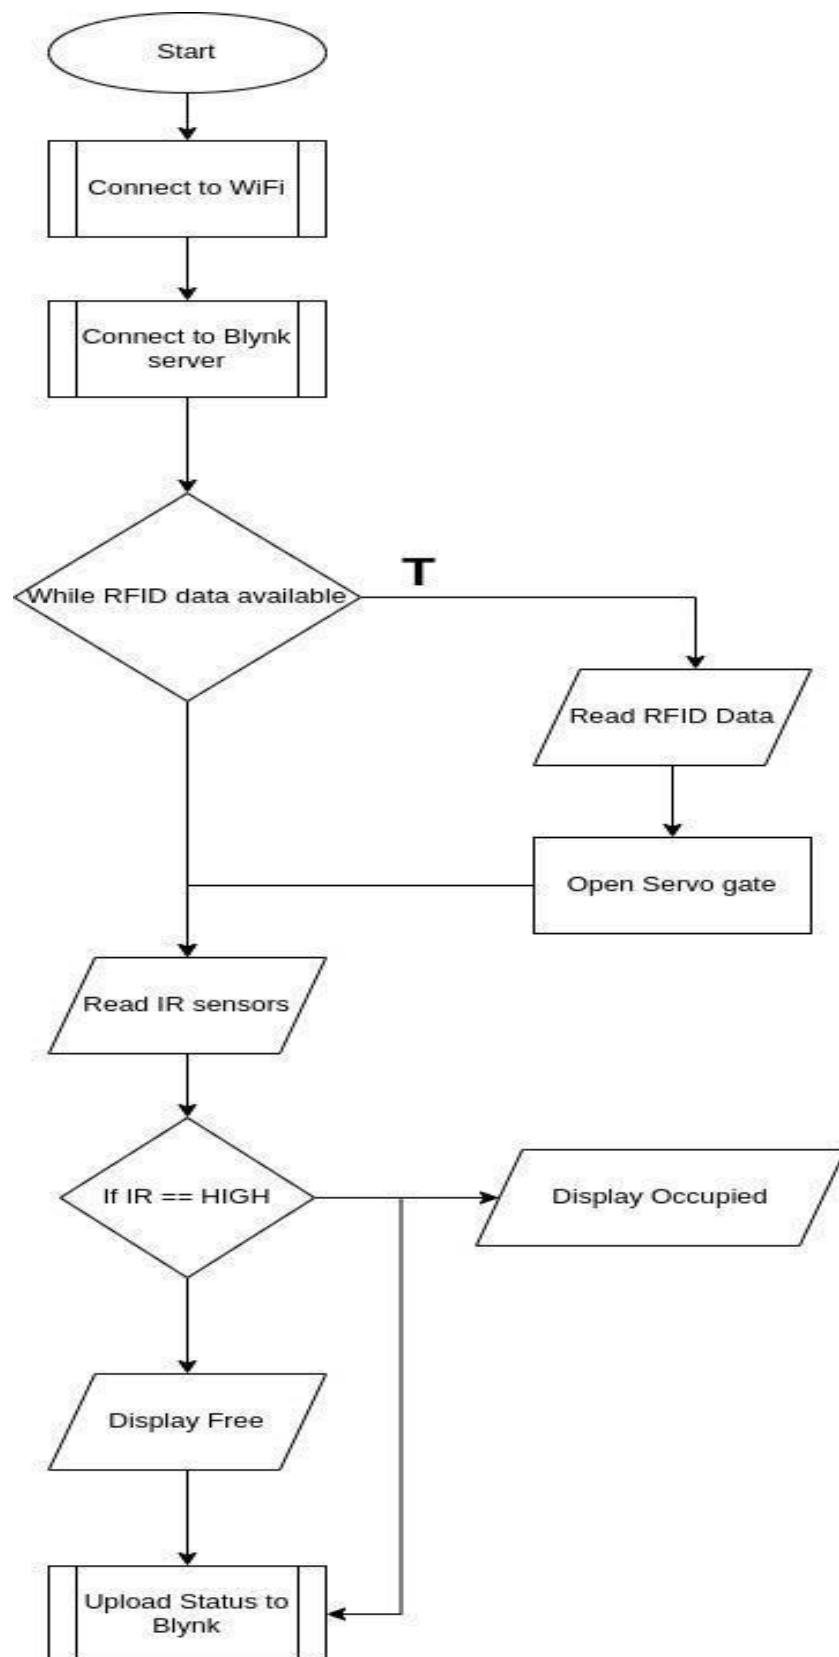 Start
Connect to WiFi
Connect to Blynk
server
While RFID data available
T
Read RFID Data
Open Servo gate
Read IR sensors
If IR == HIGH
Display Occupied
Display Free
Upload Status to
Blynk